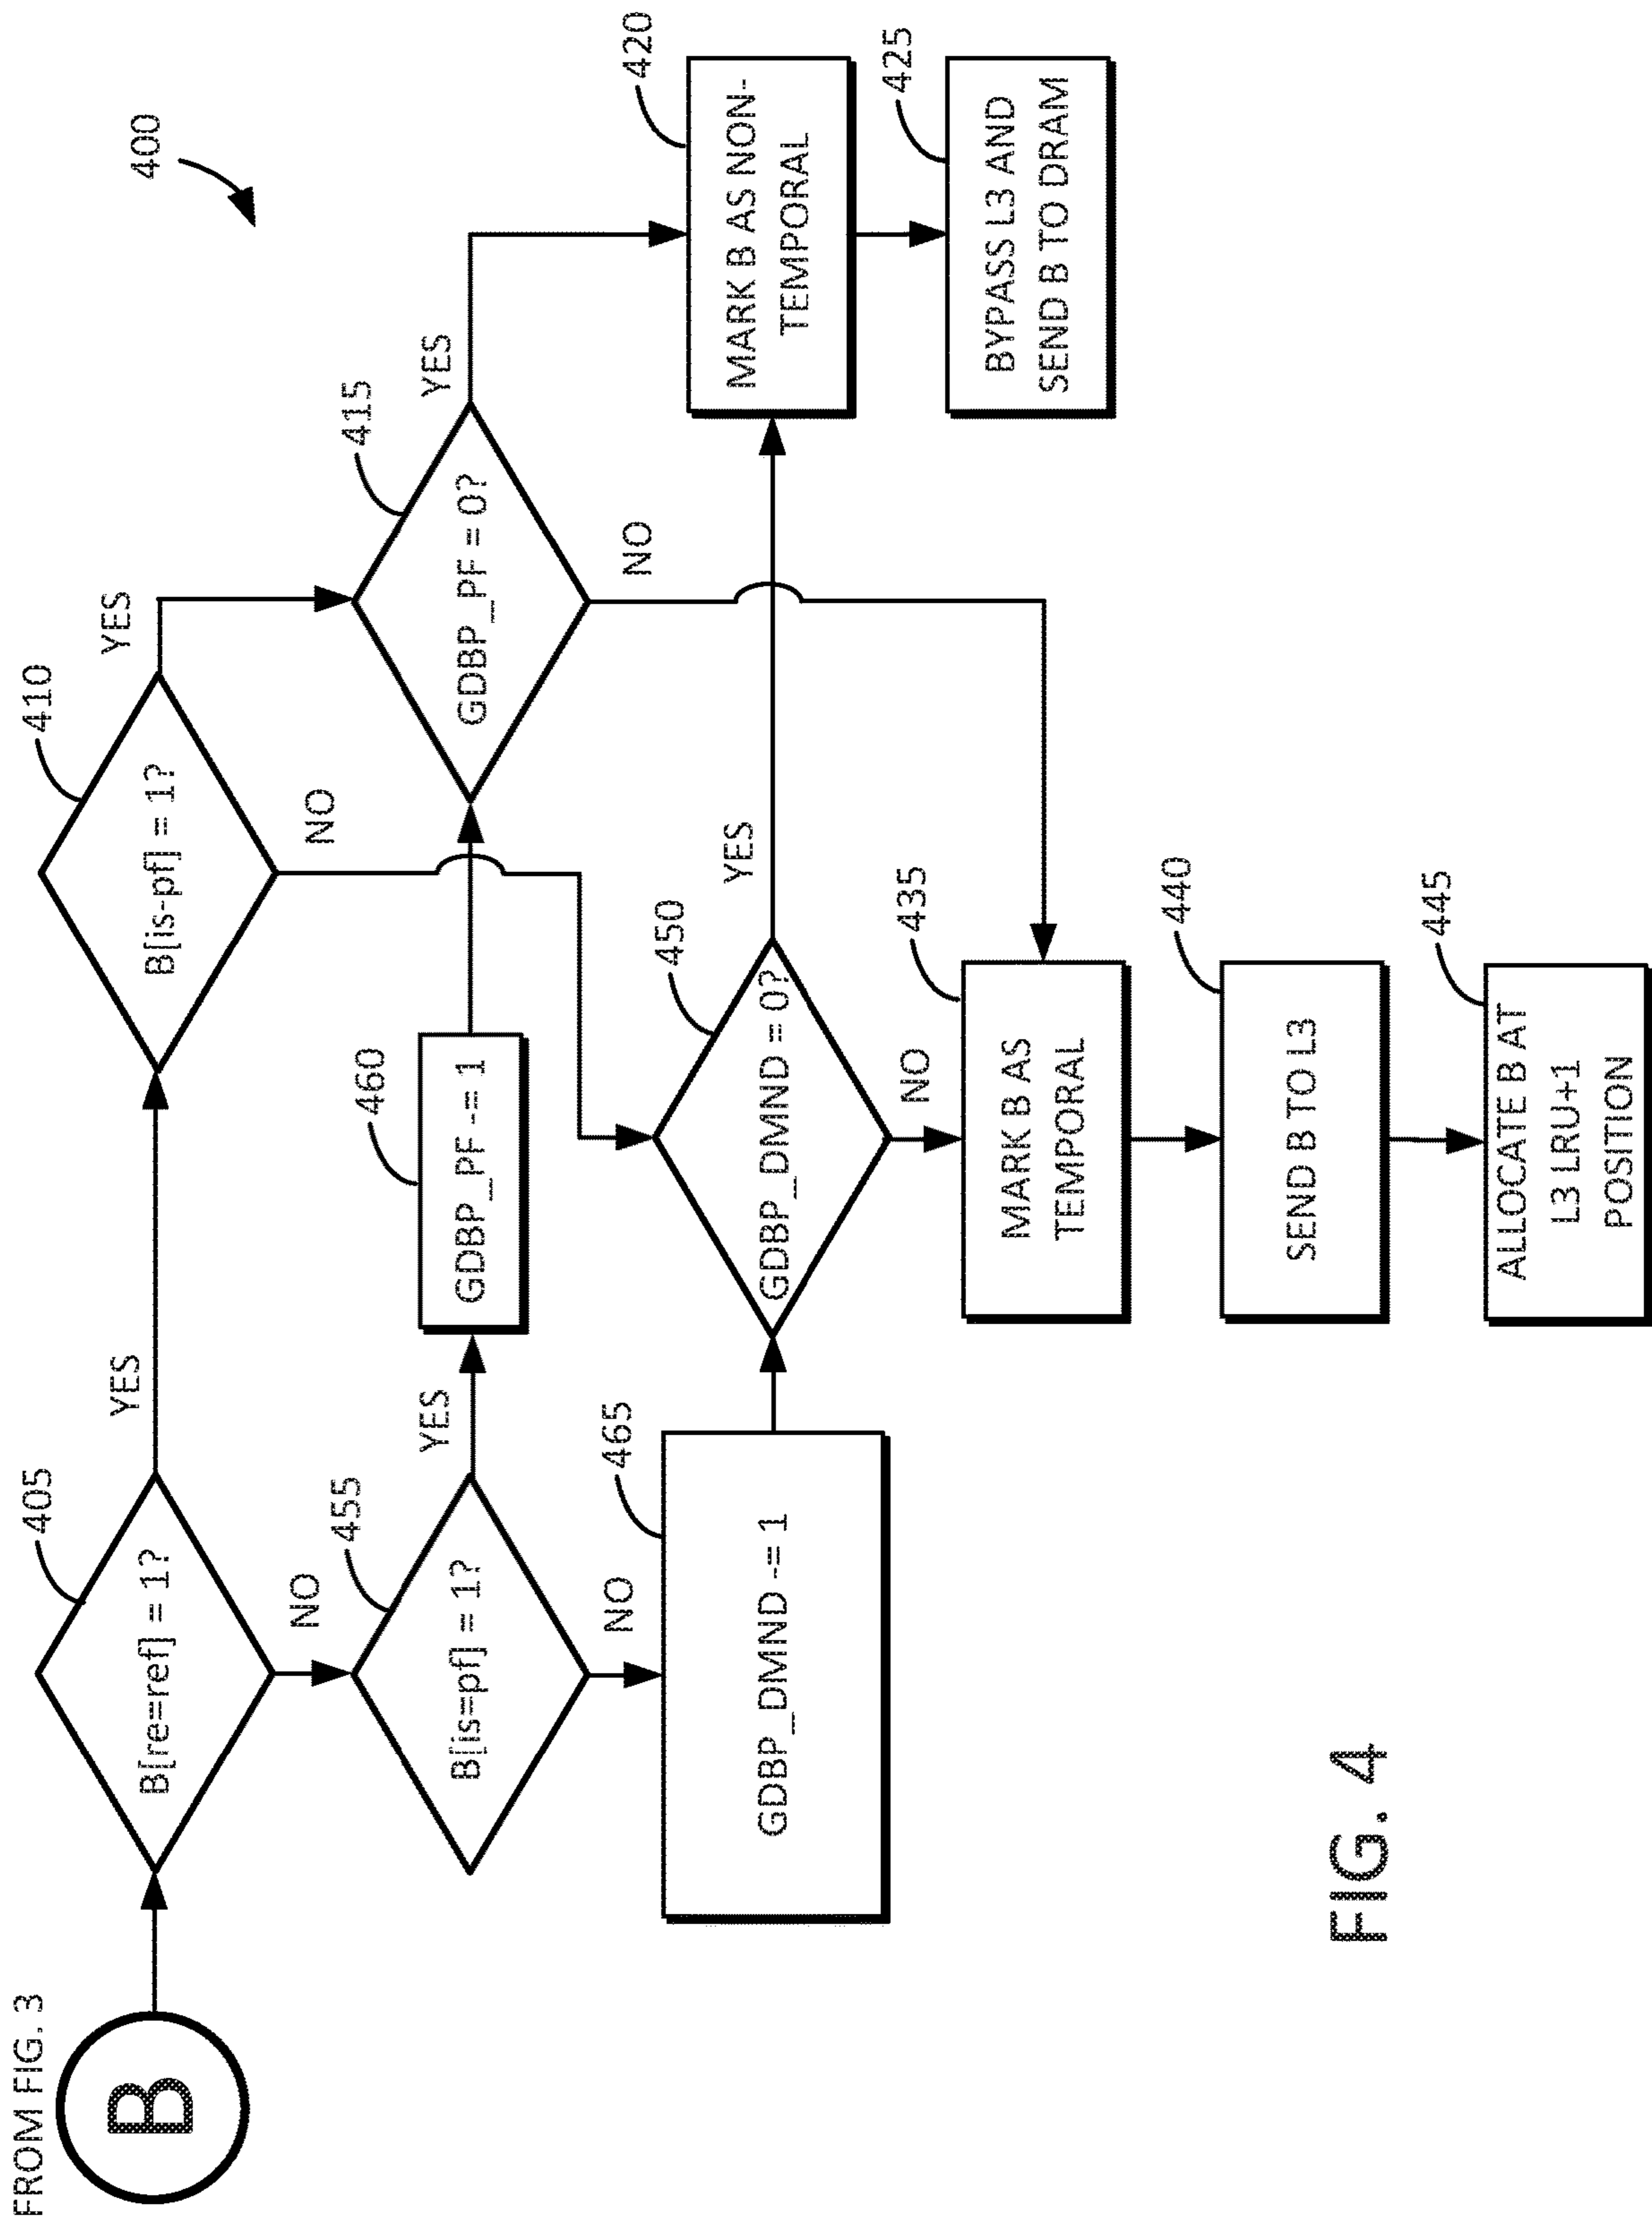 400
FROM FIG. 3
B
405
B[re=ref] = 1?
YES
NO
410
B[is-pf] = 1?
YES
NO
455
B[is=pf] = 1?
YES
NO
460
GDBP_PF -= 1
415
GDBP_PF = 0?
YES
NO
465
GDBP_DMND -= 1
450
GDBP_DMND = 0?
YES
NO
420
MARK B AS NON-
TEMPORAL
425
BYPASS L3 AND
SEND B TO DRAM
435
MARK B AS
TEMPORAL
440
SEND B TO L3
445
ALLOCATE B AT
L3 LRU+1
POSITION
FIG. 4